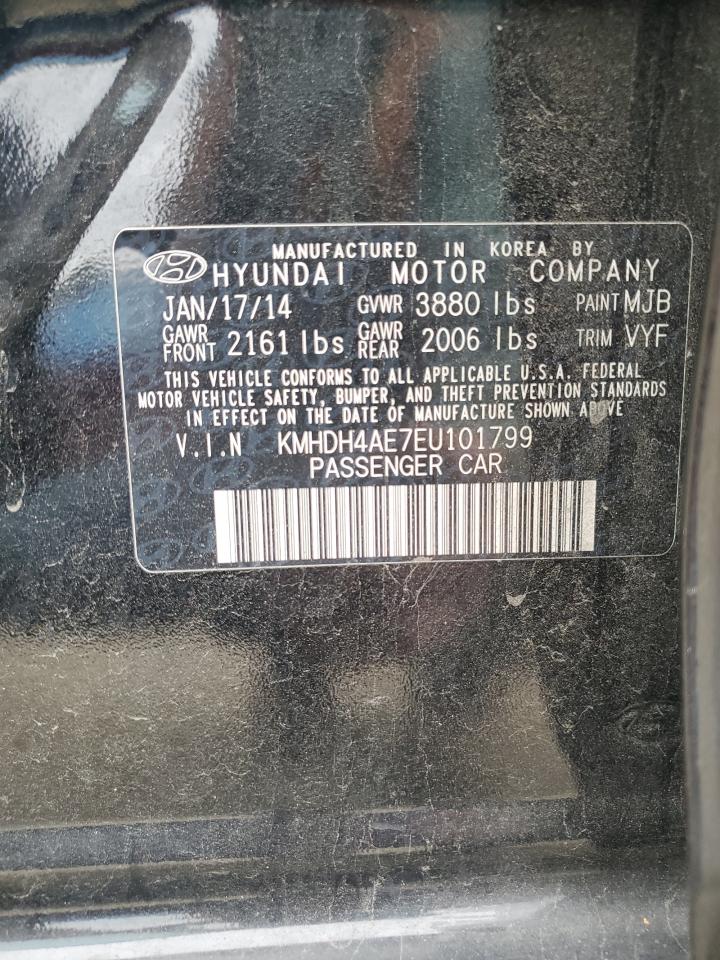 MANUFACTURED IN KOREA BY
HYUNDAI MOTOR COMPANY
JAN/17/14 GVWR 3880 lbs PAINT MJB
GAWR FRONT 2161 lbs GAWR REAR 2006 lbs TRIM VYF
THIS VEHICLE CONFORMS TO ALL APPLICABLE U.S.A. FEDERAL
MOTOR VEHICLE SAFETY, BUMPER, AND THEFT PREVENTION STANDARDS
IN EFFECT ON THE DATE OF MANUFACTURE SHOWN ABOVE
V.I.N KMHDH4AE7EU101799
PASSENGER CAR